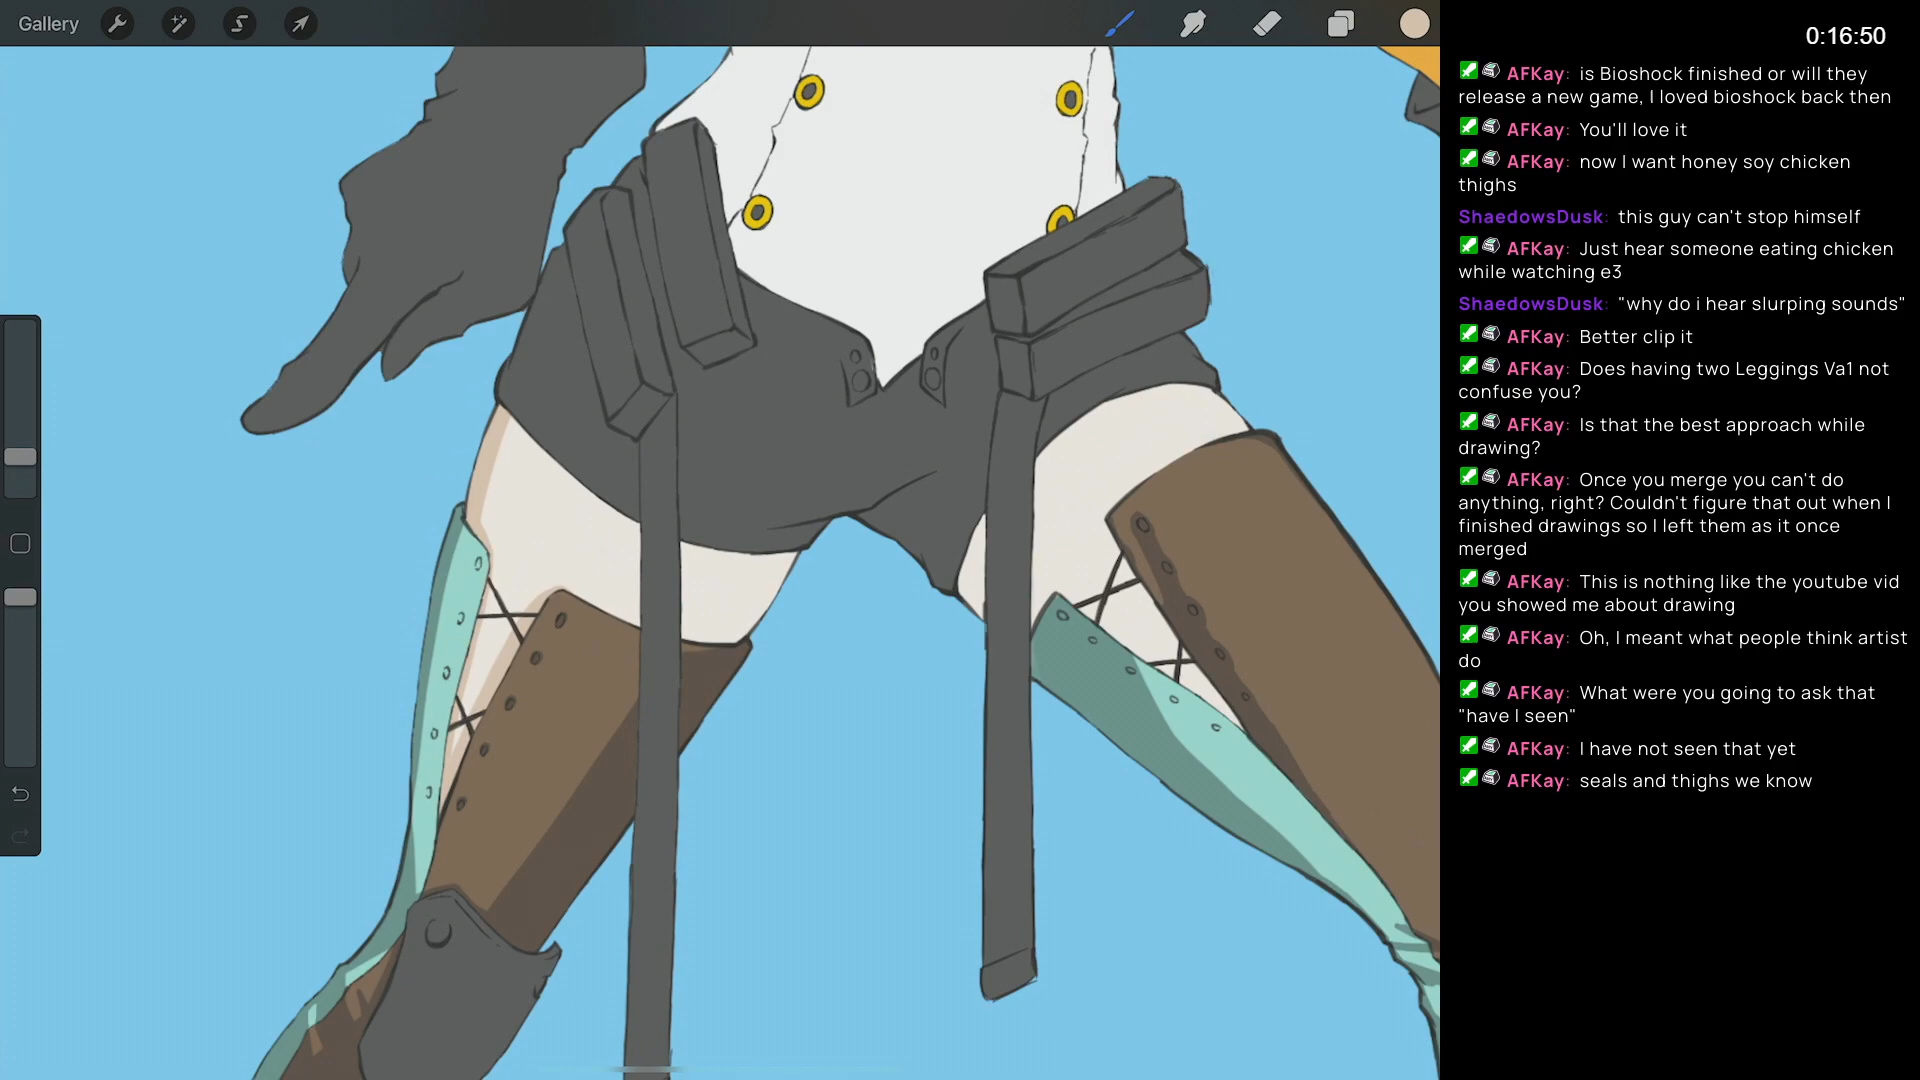 Gallery
0:16:50
AFKay: is Bioshock finished or will they
release a new game, I loved bioshock back then
AFKay: You'll love it
AFKay: now I want honey soy chicken
thighs
ShaedowsDusk: this guy can't stop himself
AFKay: Just hear someone eating chicken
while watching e3
ShaedowsDusk: "why do i hear slurping sounds"
AFKay: Better clip it
AFKay: Does having two Leggings Va1 not
confuse you?
AFKay: Is that the best approach while
drawing?
AFKay: Once you merge you can't do
anything, right? Couldn't figure that out when I
finished drawings so I left them as it once
merged
AFKay: This is nothing like the youtube vid
you showed me about drawing
AFKay: Oh, I meant what people think artist
do
AFKay: What were you going to ask that
"have I seen"
AFKay: I have not seen that yet
AFKay: seals and thighs we know